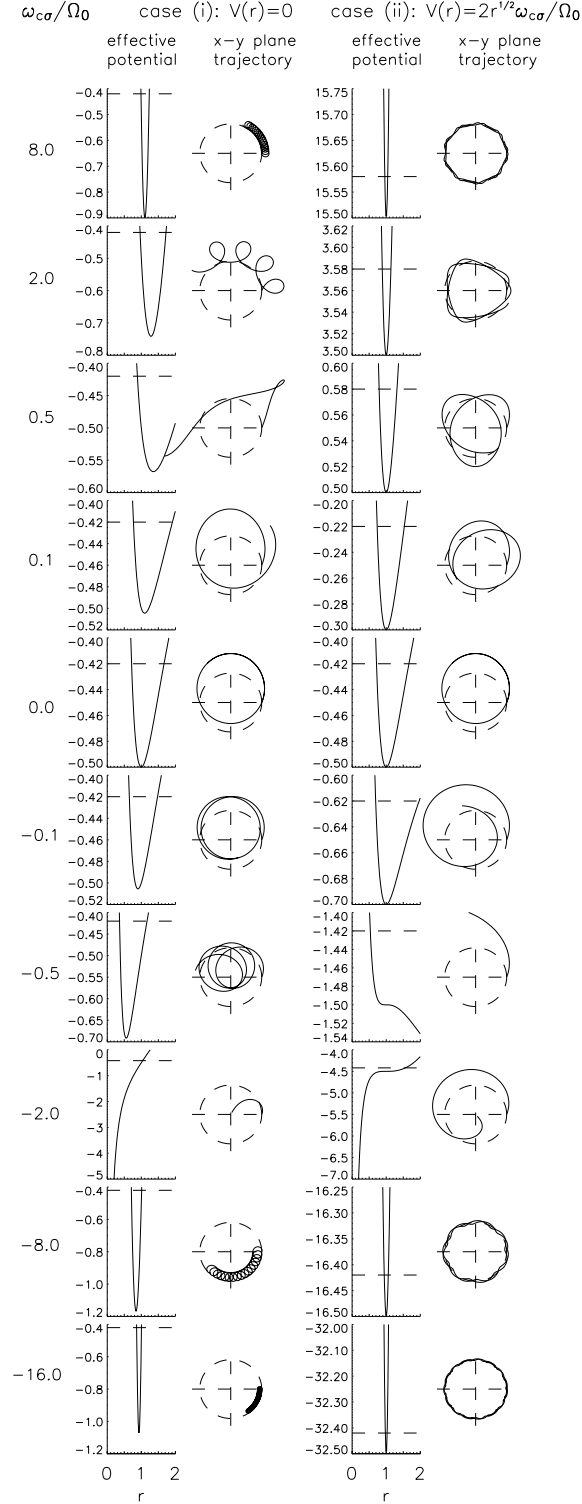 ω_cσ/Ω_0 case (i): V(r)=0 case (ii): V(r)=2r^1/2 ω_cσ/Ω_0
effective potential x-y plane trajectory effective potential x-y plane trajectory
8.0
-0.4 -0.5 -0.6 -0.7 -0.8 -0.9
15.75 15.70 15.65 15.60 15.55 15.50
2.0
-0.4 -0.5 -0.6 -0.7 -0.8
3.62 3.60 3.58 3.56 3.54 3.52 3.50
0.5
-0.40 -0.45 -0.50 -0.55 -0.60
0.60 0.58 0.56 0.54 0.52 0.50
0.1
-0.40 -0.42 -0.44 -0.46 -0.48 -0.50 -0.52
-0.20 -0.22 -0.24 -0.26 -0.28 -0.30
0.0
-0.40 -0.42 -0.44 -0.46 -0.48 -0.50
-0.40 -0.42 -0.44 -0.46 -0.48 -0.50
-0.1
-0.40 -0.42 -0.44 -0.46 -0.48 -0.50 -0.52
-0.60 -0.62 -0.64 -0.66 -0.68 -0.70
-0.5
-0.40 -0.45 -0.50 -0.55 -0.60 -0.65 -0.70
-1.40 -1.42 -1.44 -1.46 -1.48 -1.50 -1.52 -1.54
-2.0
0 -1 -2 -3 -4 -5
-4.0 -4.5 -5.0 -5.5 -6.0 -6.5 -7.0
-8.0
-0.4 -0.6 -0.8 -1.0 -1.2
-16.25 -16.30 -16.35 -16.40 -16.45 -16.50
-16.0
-0.4 -0.6 -0.8 -1.0 -1.2
-32.00 -32.10 -32.20 -32.30 -32.40 -32.50
0 1 2 0 1 2
r r